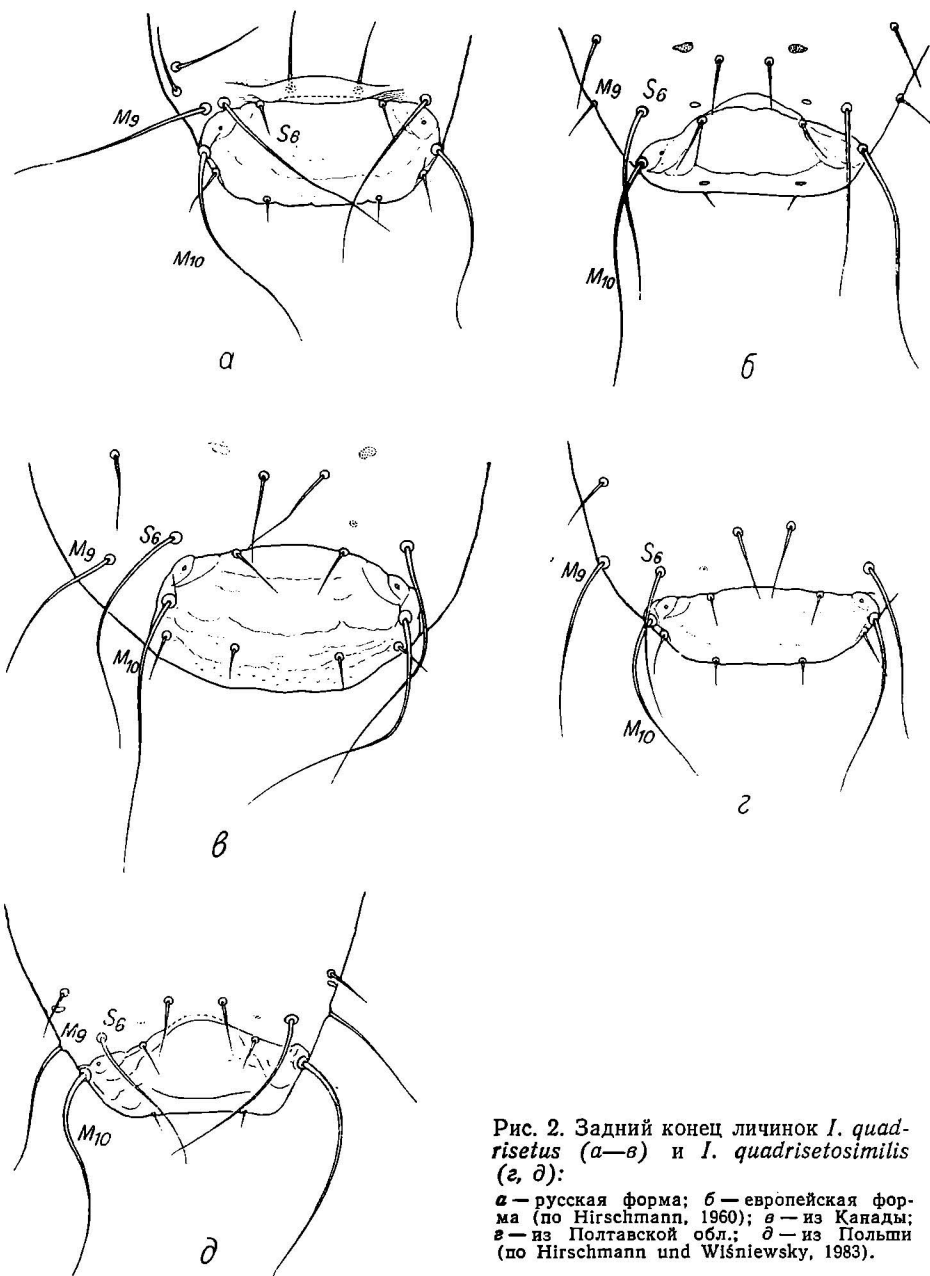 M9
S6
M10
а
M9
S6
M10
б
M9
S6
M10
в
M9
S6
M10
г
M9
S6
M10
д
Рис. 2. Задний конец личинок I. quad-
risetus (а—в) и I. quadrisetosimilis
(г, д):
а — русская форма; б — европейская фор-
ма (по Hirschmann, 1960); в — из Канады;
г — из Полтавской обл.; д — из Польши
(по Hirschmann und Wiśniewsky, 1983).